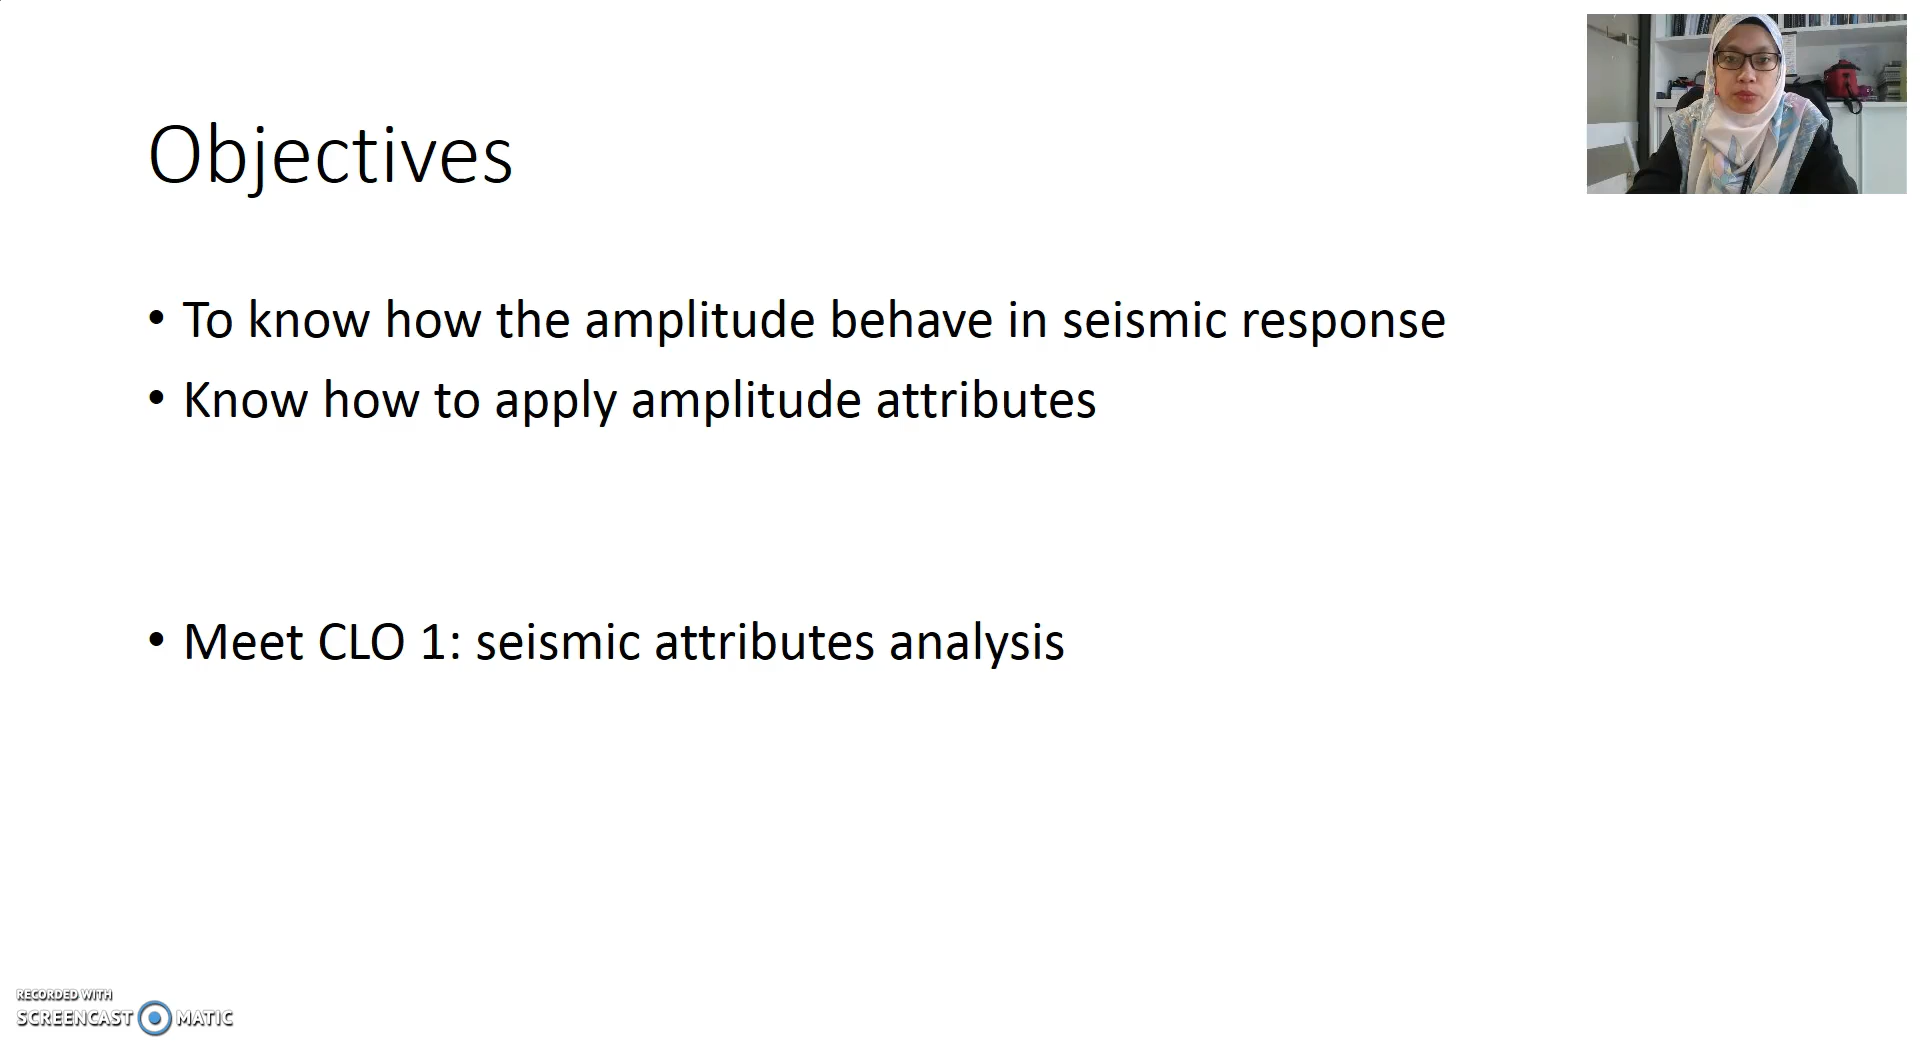 Objectives
• To know how the amplitude behave in seismic response
• Know how to apply amplitude attributes
• Meet CLO 1: seismic attributes analysis
RECORDED WITH
SCREENCAST MATIC